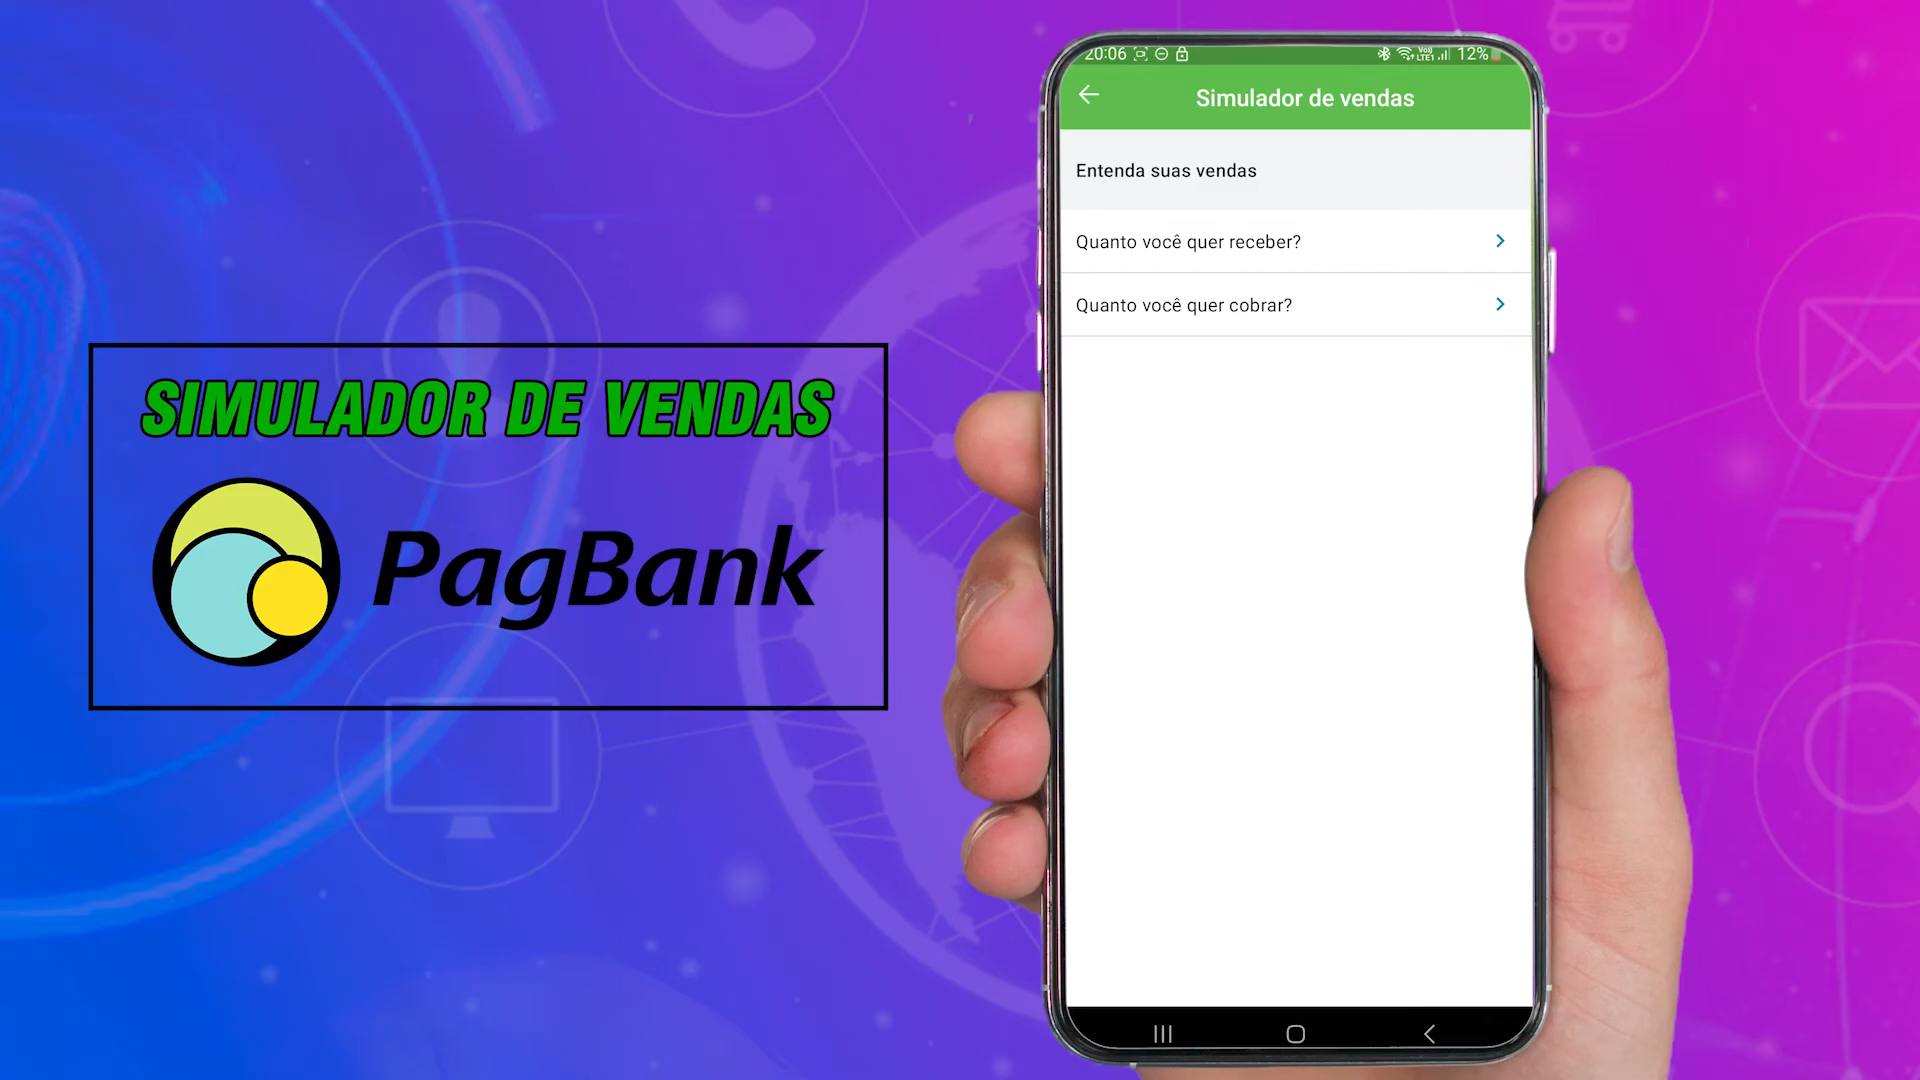 SIMULADOR DE VENDAS
PagBank
20:06
12%
Simulador de vendas
Entenda suas vendas
Quanto você quer receber?
Quanto você quer cobrar?